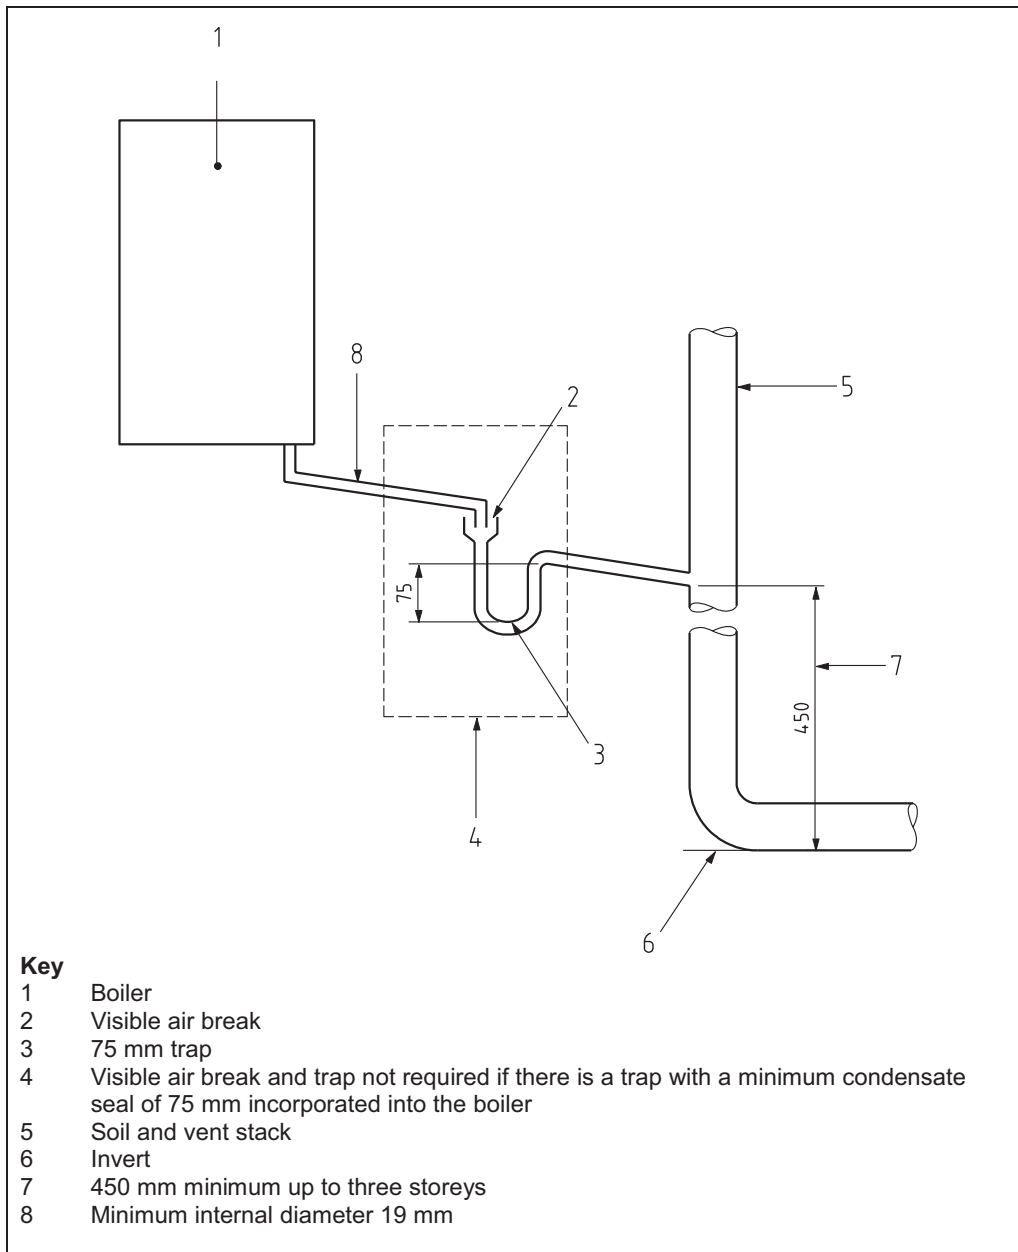 1
8
2
5
75
7
450
3
4
6
Key
1 Boiler
2 Visible air break
3 75 mm trap
4 Visible air break and trap not required if there is a trap with a minimum condensate
seal of 75 mm incorporated into the boiler
5 Soil and vent stack
6 Invert
7 450 mm minimum up to three storeys
8 Minimum internal diameter 19 mm